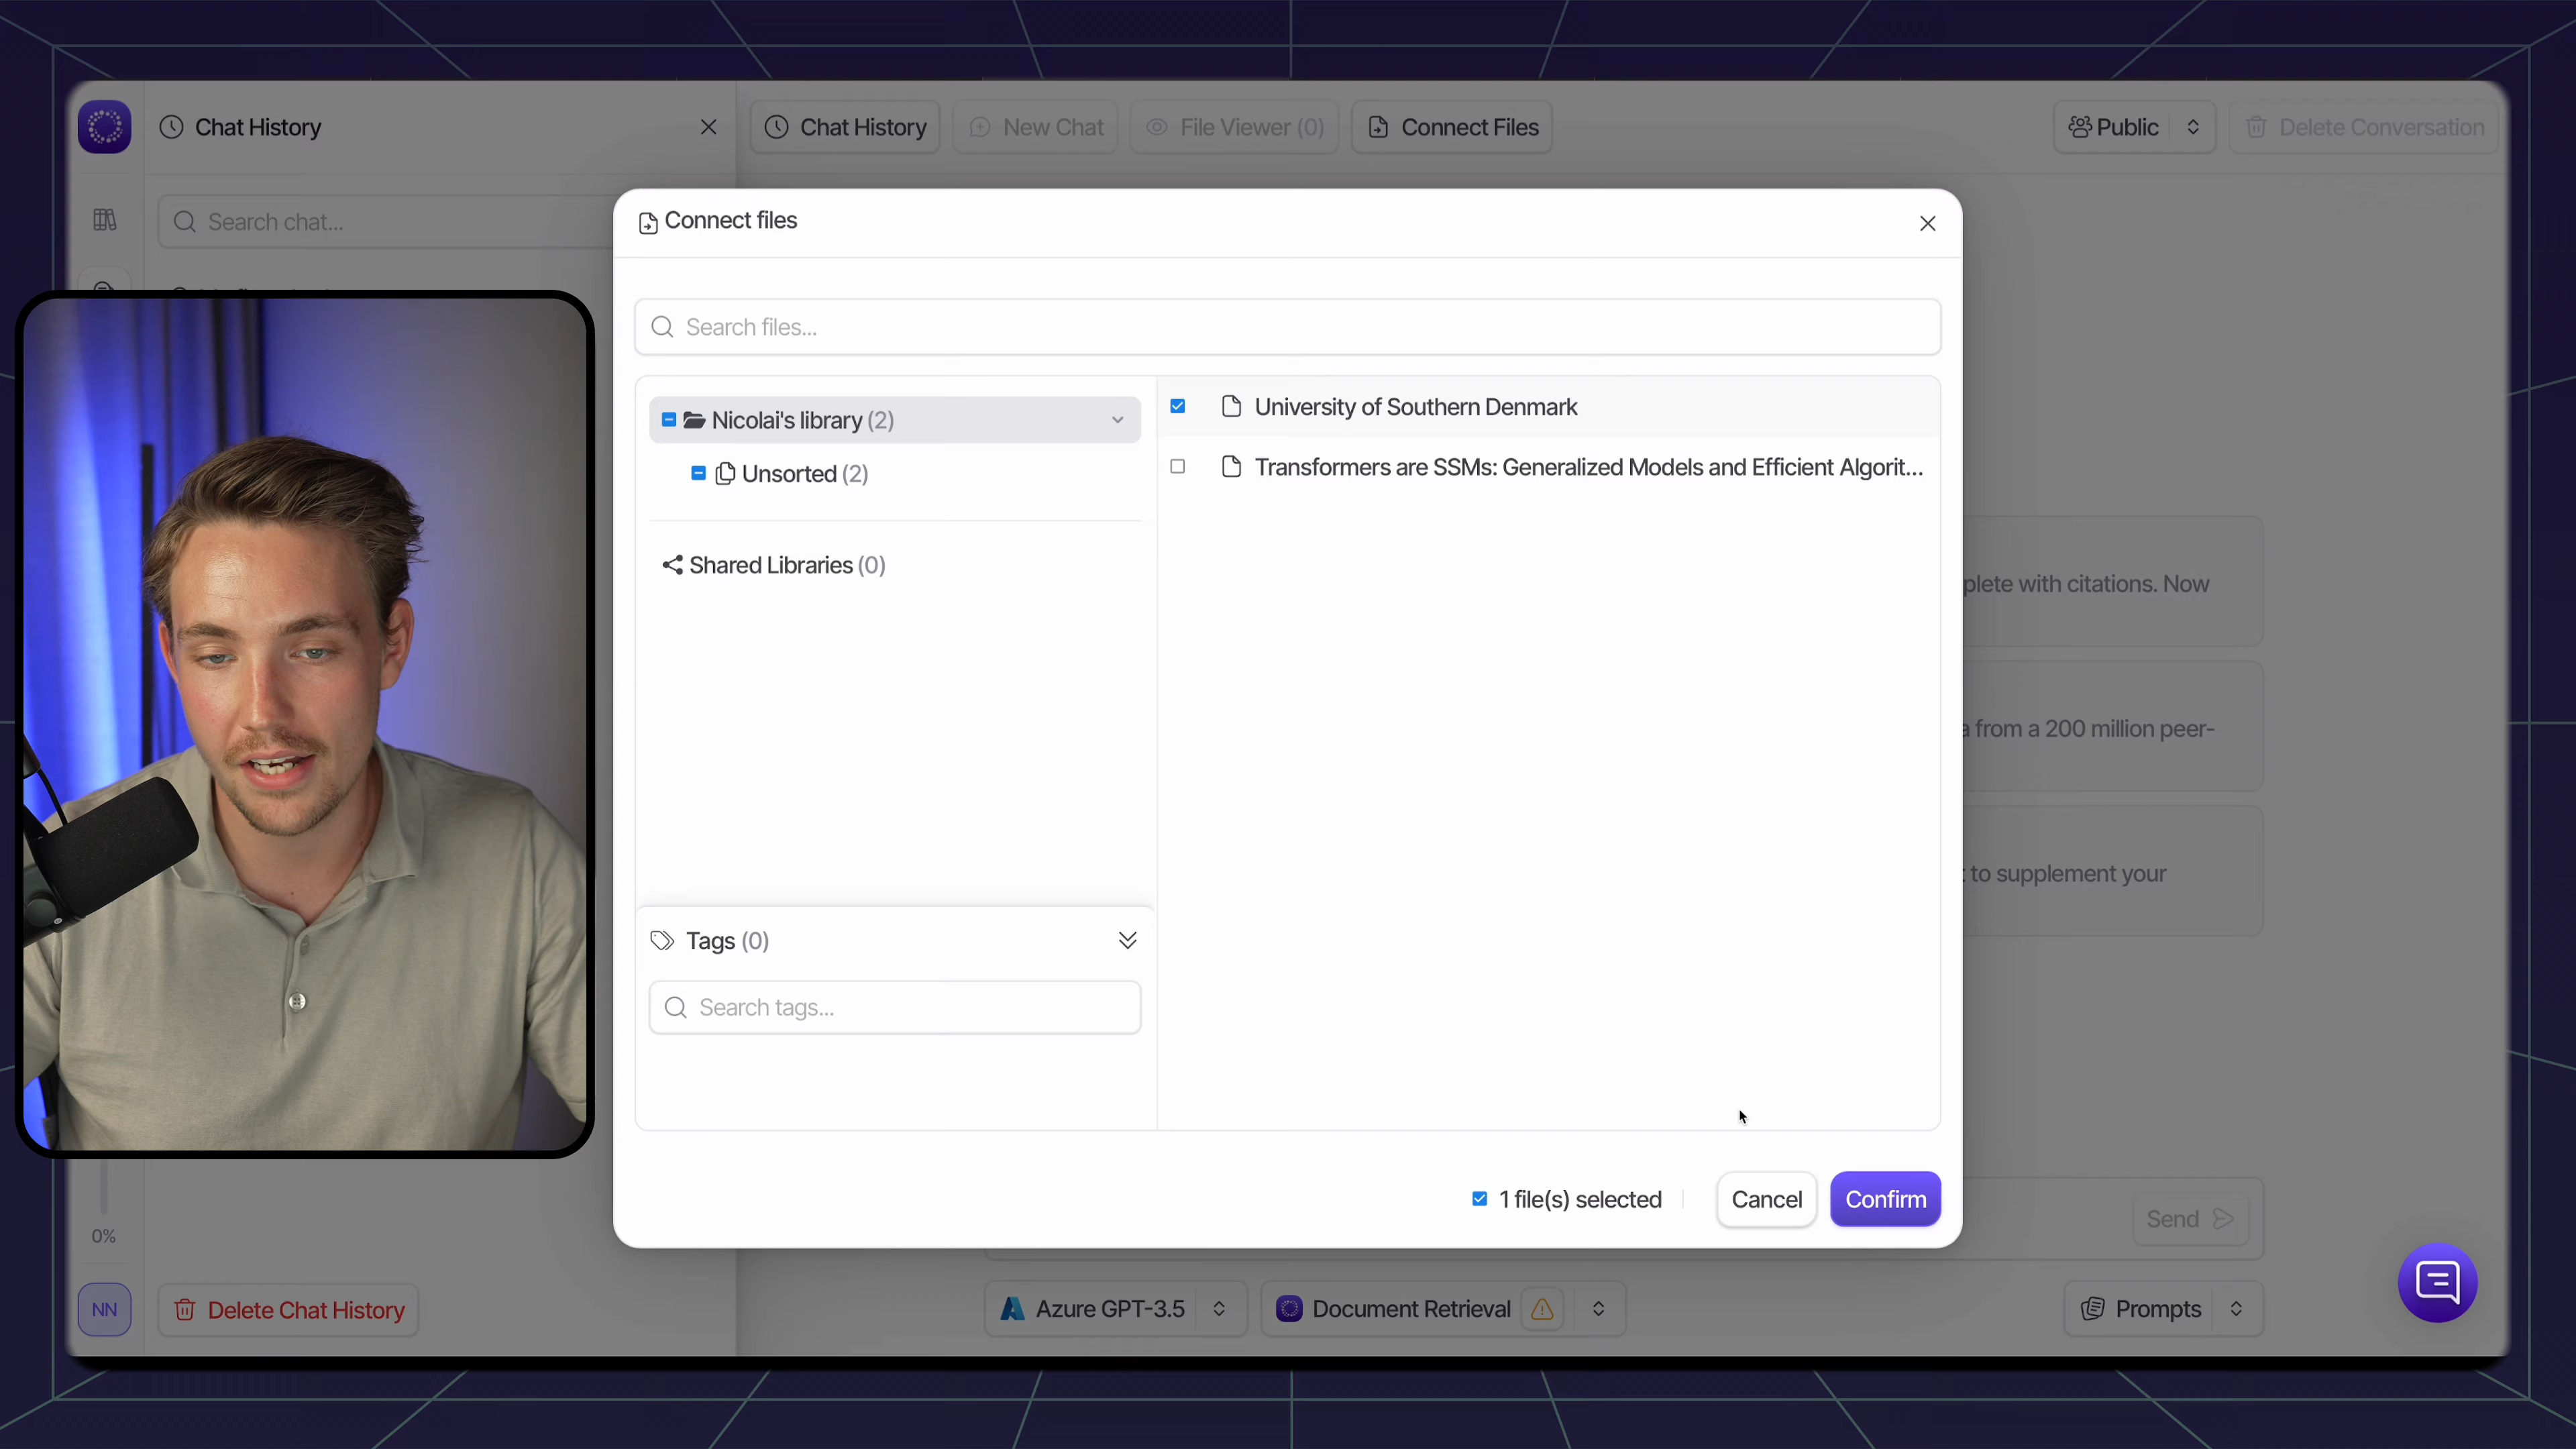 Chat History
Chat History
New Chat
File Viewer (0)
Connect Files
Public
Delete Conversation
Search chat...
Connect files
Search files...
Nicolai's library (2)
Unsorted (2)
Shared Libraries (0)
University of Southern Denmark
Transformers are SSMs: Generalized Models and Efficient Algorit...
plete with citations. Now
a from a 200 million peer-
to supplement your
Tags (0)
Search tags...
1 file(s) selected
Cancel
Confirm
Send
0%
NN
Delete Chat History
Azure GPT-3.5
Document Retrieval
Prompts